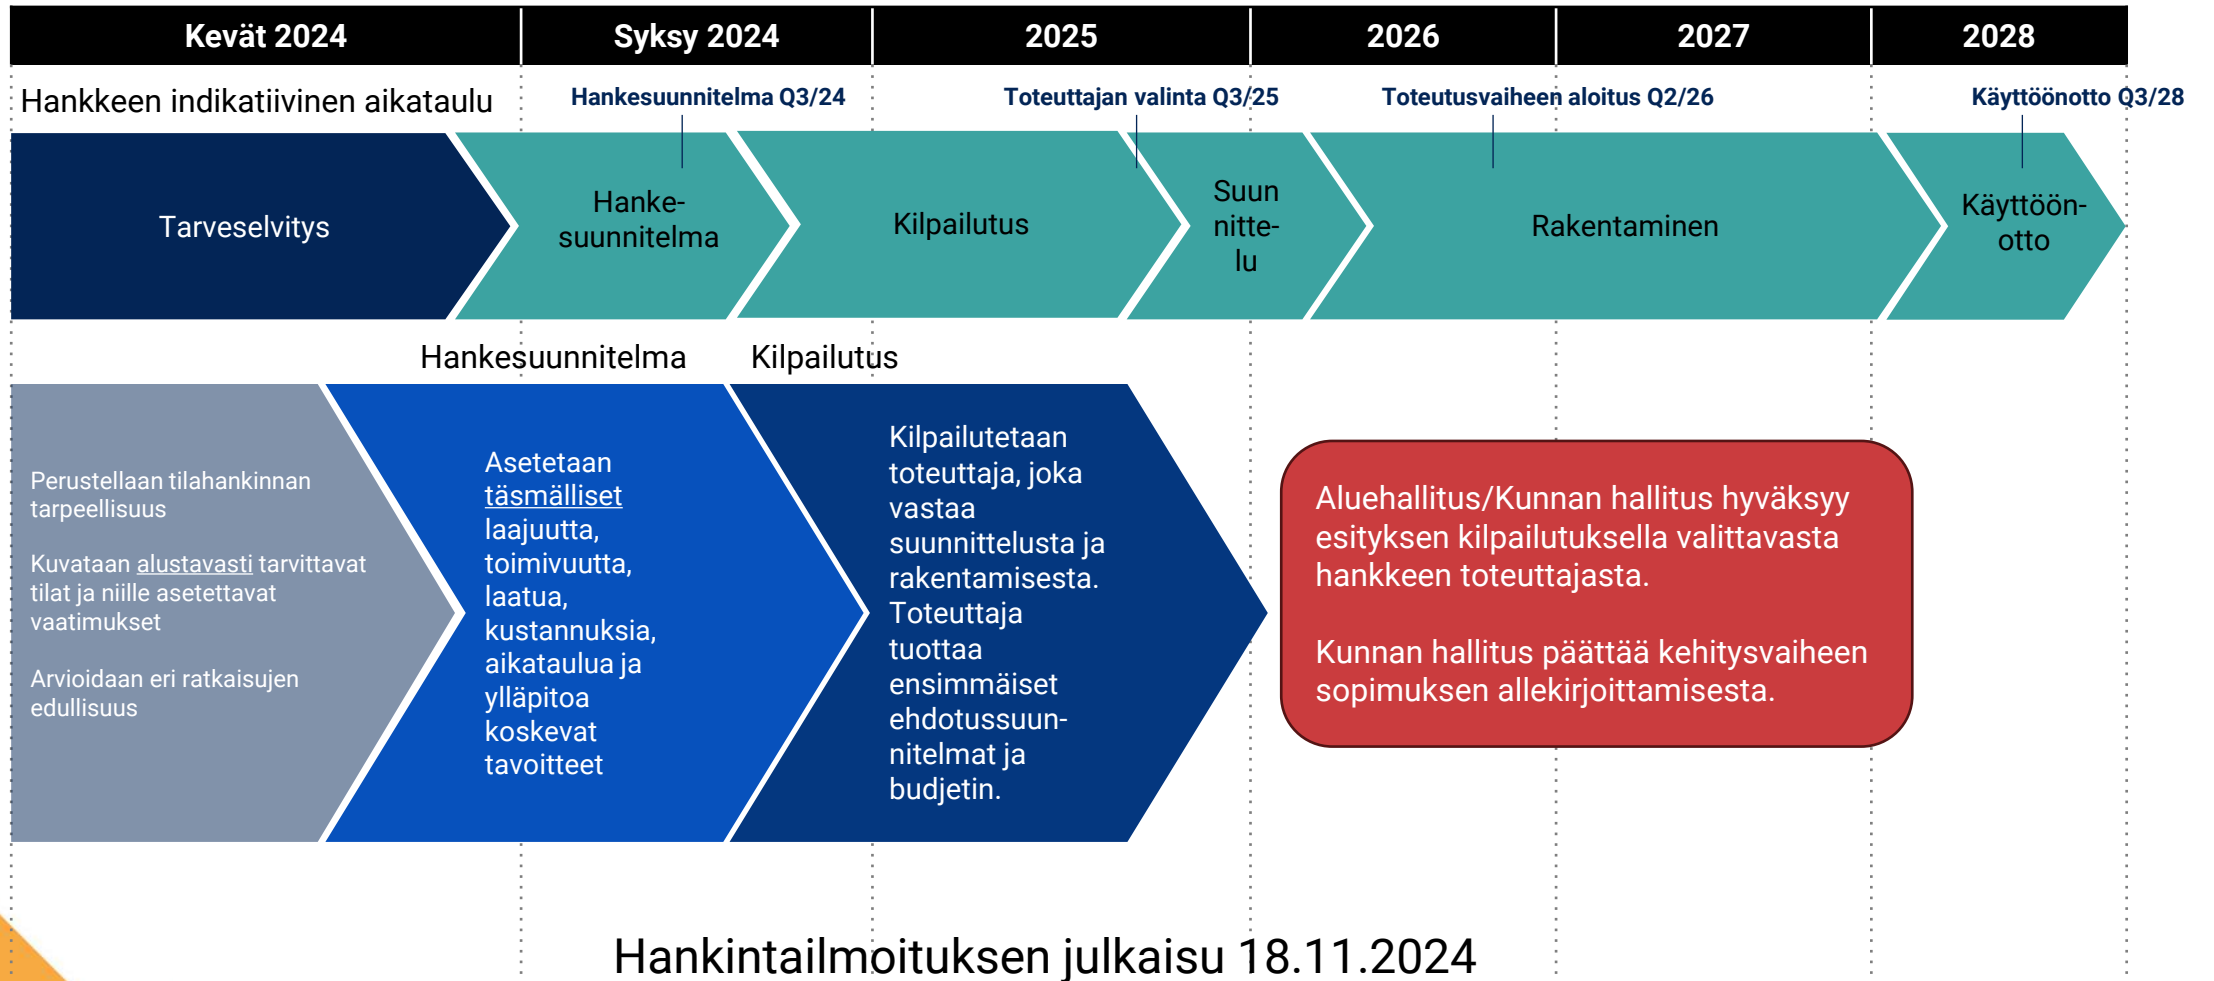 Kevät 2024
Syksy 2024
2025
2026
2027
2028
Hankkeen indikatiivinen aikataulu
Hankesuunnitelma Q3/24
Toteuttajan valinta Q3/25
Toteutusvaiheen aloitus Q2/26
Käyttöönotto Q3/28
Tarveselvitys
Hanke-
suunnitelma
Kilpailutus
Suun
nitte-
lu
Rakentaminen
Käyttöön-
otto
Hankesuunnitelma
Kilpailutus
Perustellaan tilahankinnan
tarpeellisuus
Kuvataan alustavasti tarvittavat
tilat ja niille asetettavat
vaatimukset
Arvioidaan eri ratkaisujen
edullisuus
Asetetaan
täsmälliset
laajuutta,
toimivuutta,
laatua,
kustannuksia,
aikataulua ja
ylläpitoa
koskevat
tavoitteet
Kilpailutetaan
toteuttaja, joka
vastaa
suunnittelusta ja
rakentamisesta.
Toteuttaja
tuottaa
ensimmäiset
ehdotussuun-
nitelmat ja
budjetin.
Aluehallitus/Kunnan hallitus hyväksyy
esityksen kilpailutuksella valittavasta
hankkeen toteuttajasta.
Kunnan hallitus päättää kehitysvaiheen
sopimuksen allekirjoittamisesta.
Hankintailmoituksen julkaisu 18.11.2024